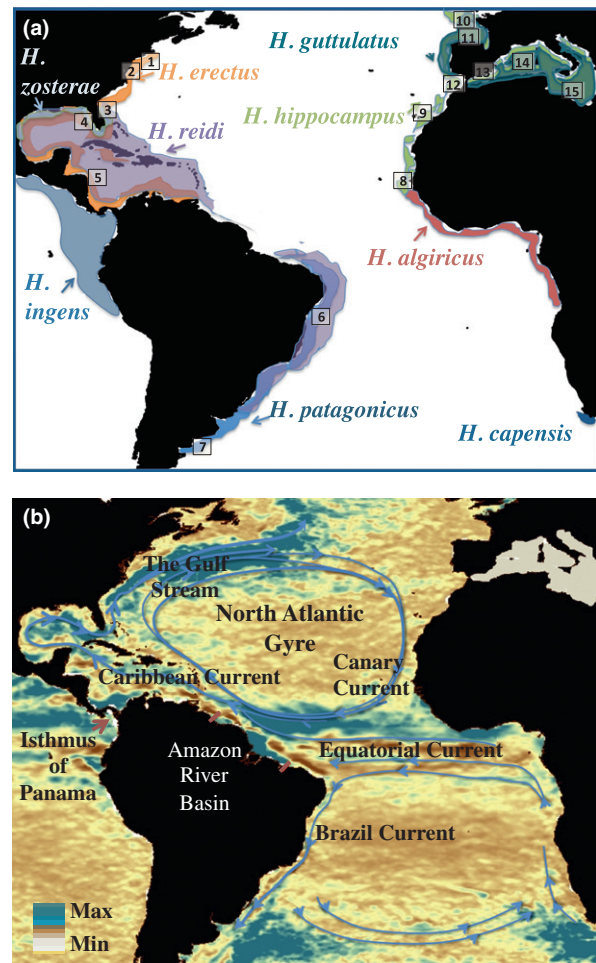 (a)
10
11
H. guttulatus
1
2
H. erectus
H.
zosterae
14
13
12
15
3
4
H. hippocampus
9
H. reidi
5
8
H. algiricus
H.
ingens
6
H. patagonicus
H. capensis
7
(b)
The Gulf
Stream
North Atlantic
Gyre
Caribbean Current
Canary
Current
Isthmus
of
Panama
Amazon
River
Basin
Equatorial Current
Brazil Current
Max
Min